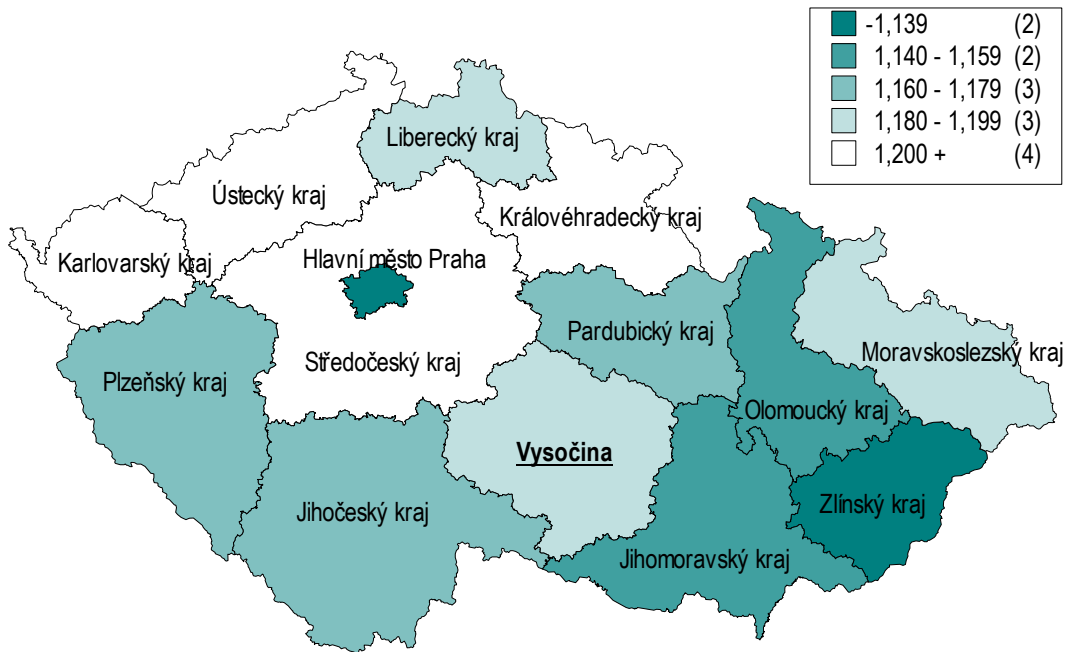 -1,139 (2)
1,140 - 1,159 (2)
1,160 - 1,179 (3)
1,180 - 1,199 (3)
1,200 + (4)
Liberecký kraj
Ústecký kraj
Královéhradecký kraj
Karlovarský kraj
Hlavní město Praha
Pardubický kraj
Moravskoslezský kraj
Středočeský kraj
Plzeňský kraj
Olomoucký kraj
Vysočina
Zlínský kraj
Jihočeský kraj
Jihomoravský kraj